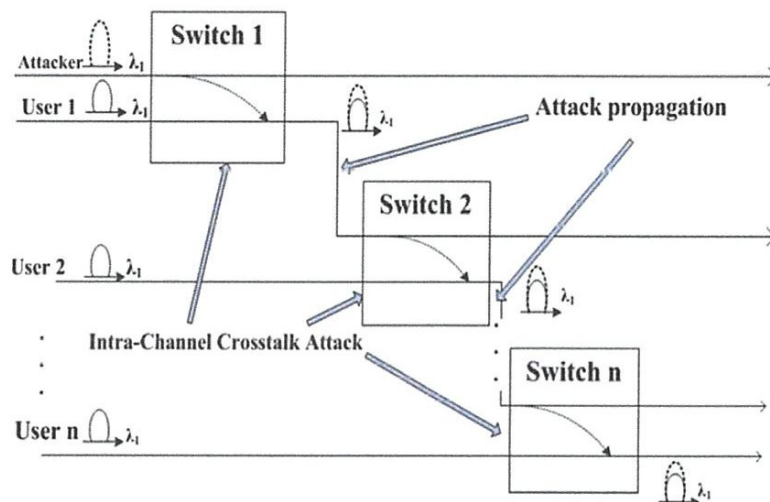 Switch 1
Attacker λ₁
User 1 λ₁
λ₁
Attack propagation
Switch 2
User 2 λ₁
λ₁
Intra-Channel Crosstalk Attack
Switch n
User n λ₁
λ₁